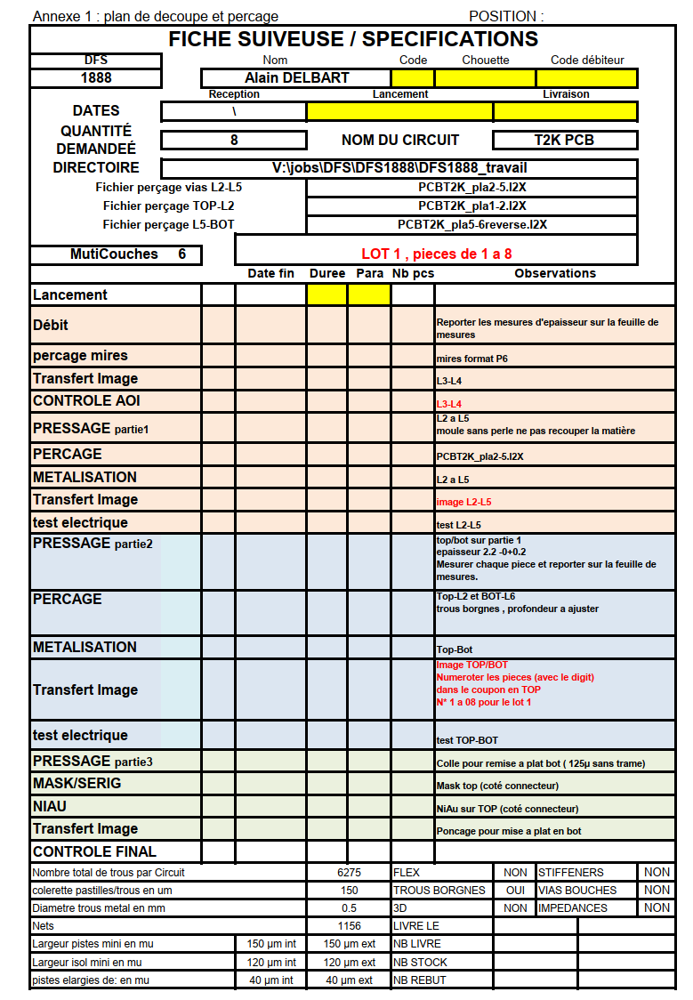 Annexe 1 : plan de decoupe et percage POSITION :
FICHE SUIVEUSE / SPECIFICATIONS
DFS Nom Code Chouette Code débiteur
1888 Alain DELBART
Reception Lancement Livraison
DATES \
QUANTITÉ DEMANDEÉ 8 NOM DU CIRCUIT T2K PCB
DIRECTOIRE V:\jobs\DFS\DFS1888\DFS1888_travail
Fichier perçage vias L2-L5 PCBT2K_pla2-5.I2X
Fichier perçage TOP-L2 PCBT2K_pla1-2.I2X
Fichier perçage L5-BOT PCBT2K_pla5-6reverse.I2X
MutiCouches 6 LOT 1 , pieces de 1 a 8
Date fin Duree Para Nb pcs Observations
Lancement
Débit Reporter les mesures d'epaisseur sur la feuille de
mesures
percage mires mires format P6
Transfert Image L3-L4
CONTROLE AOI L3-L4
PRESSAGE partie1 L2 a L5
moule sans perle ne pas recouper la matière
PERCAGE PCBT2K_pla2-5.I2X
METALISATION L2 a L5
Transfert Image image L2-L5
test electrique test L2-L5
PRESSAGE partie2 top/bot sur partie 1
epaisseur 2.2 -0+0.2
Mesurer chaque piece et reporter sur la feuille de
mesures.
PERCAGE Top-L2 et BOT-L6
trous borgnes , profondeur a ajuster
METALISATION Top-Bot
Transfert Image Image TOP/BOT
Numeroter les pieces (avec le digit)
dans le coupon en TOP
N* 1 a 08 pour le lot 1
test electrique test TOP-BOT
PRESSAGE partie3 Colle pour remise a plat bot ( 125µ sans trame)
MASK/SERIG Mask top (coté connecteur)
NIAU NiAu sur TOP (coté connecteur)
Transfert Image Poncage pour mise a plat en bot
CONTROLE FINAL
Nombre total de trous par Circuit 6275 FLEX NON STIFFENERS NON
colerette pastilles/trous en um 150 TROUS BORGNES OUI VIAS BOUCHES NON
Diametre trous metal en mm 0.5 3D NON IMPEDANCES NON
Nets 1156 LIVRE LE
Largeur pistes mini en mu 150 µm int 150 µm ext NB LIVRE
Largeur isol mini en mu 120 µm int 120 µm ext NB STOCK
pistes elargies de: en mu 40 µm int 40 µm ext NB REBUT